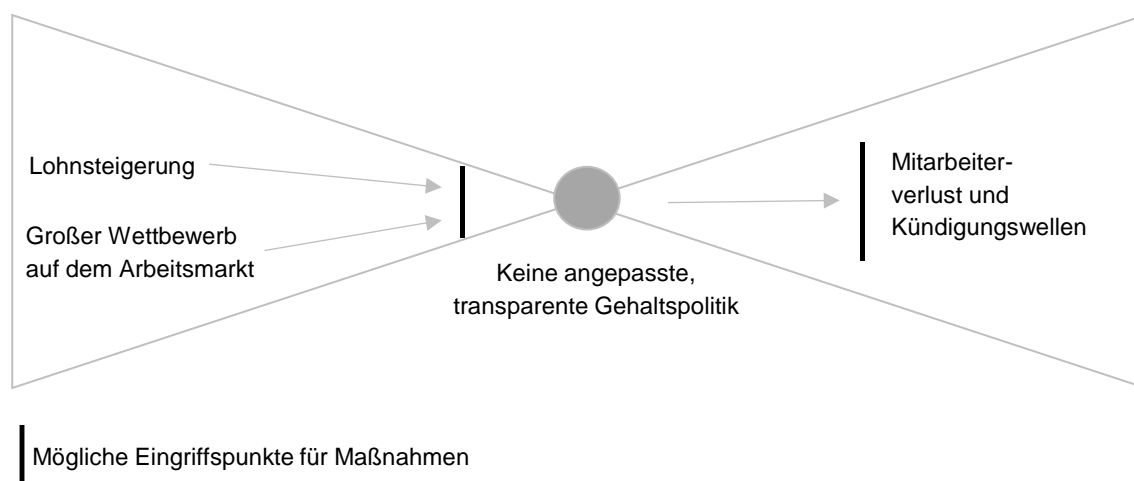 Lohnsteigerung
Großer Wettbewerb
auf dem Arbeitsmarkt
Keine angepasste,
transparente Gehaltspolitik
Mitarbeiter-
verlust und
Kündigungswellen
Mögliche Eingriffspunkte für Maßnahmen